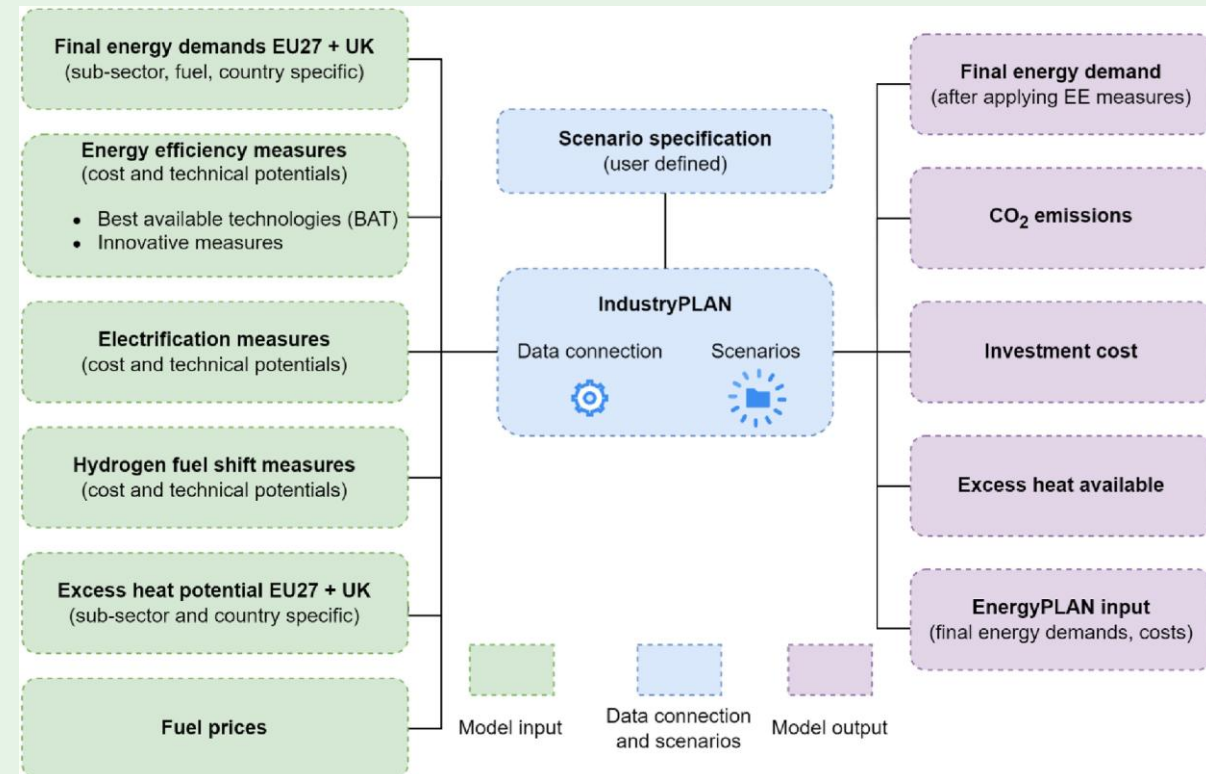 Final energy demands EU27 + UK
(sub-sector, fuel, country specific)
Energy efficiency measures
(cost and technical potentials)
• Best available technologies (BAT)
• Innovative measures
Electrification measures
(cost and technical potentials)
Hydrogen fuel shift measures
(cost and technical potentials)
Excess heat potential EU27 + UK
(sub-sector and country specific)
Fuel prices
Scenario specification
(user defined)
IndustryPLAN
Data connection
Scenarios
Final energy demand
(after applying EE measures)
CO₂ emissions
Investment cost
Excess heat available
EnergyPLAN input
(final energy demands, costs)
Model input
Data connection
and scenarios
Model output